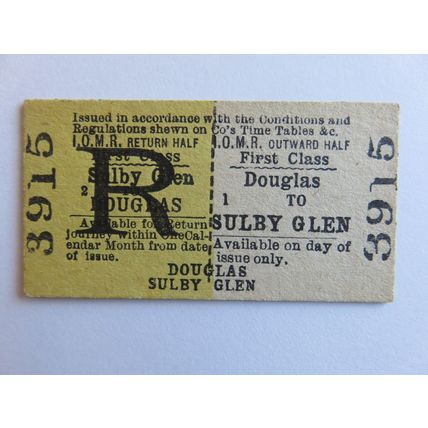 Issued in accordance with the Conditions and
Regulations shewn on Co's Time Tables &c.
I.O.M.R. RETURN HALF
First Class
Sulby Glen
2
DOUGLAS
Available for Return
journey within One Cal-
endar Month from date
of issue.
R
3915
I.O.M.R. OUTWARD HALF
First Class
Douglas
1 TO
SULBY GLEN
Available on day of
issue only.
3915
DOUGLAS
SULBY GLEN